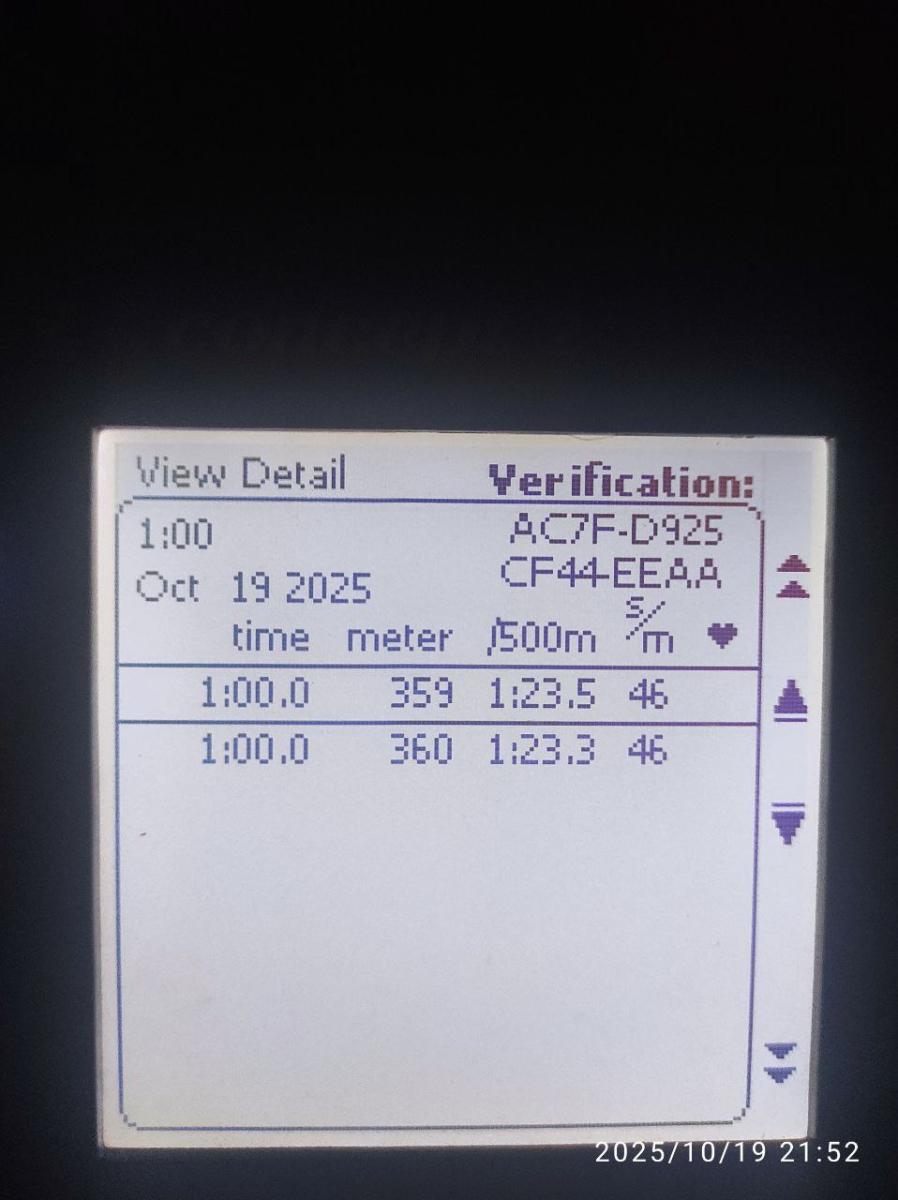 View Detail Verification:
1:00 AC7F-D925
CF44-EEAA
Oct 19 2025
time meter /500m s/m ♥
1:00.0 359 1:23.5 46
1:00.0 360 1:23.3 46
2025/10/19 21:52